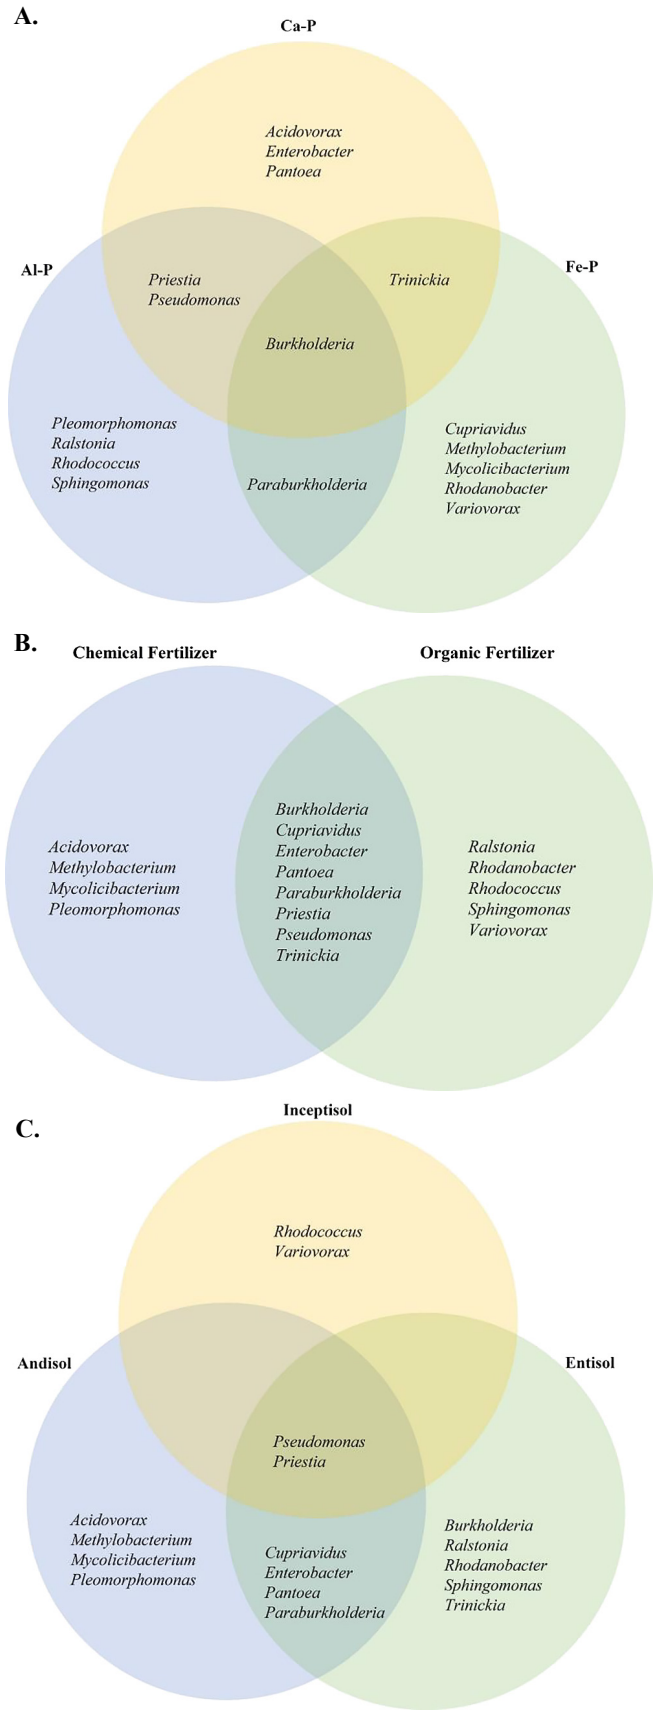 A.
Ca-P
Acidovorax
Enterobacter
Pantoea
Al-P
Fe-P
Priestia
Pseudomonas
Trinickia
Burkholderia
Pleomorphomonas
Ralstonia
Rhodococcus
Sphingomonas
Paraburkholderia
Cupriavidus
Methylobacterium
Mycolicibacterium
Rhodanobacter
Variovorax
B.
Chemical Fertilizer
Organic Fertilizer
Acidovorax
Methylobacterium
Mycolicibacterium
Pleomorphomonas
Burkholderia
Cupriavidus
Enterobacter
Pantoea
Paraburkholderia
Priestia
Pseudomonas
Trinickia
Ralstonia
Rhodanobacter
Rhodococcus
Sphingomonas
Variovorax
C.
Inceptisol
Rhodococcus
Variovorax
Andisol
Entisol
Pseudomonas
Priestia
Acidovorax
Methylobacterium
Mycolicibacterium
Pleomorphomonas
Cupriavidus
Enterobacter
Pantoea
Paraburkholderia
Burkholderia
Ralstonia
Rhodanobacter
Sphingomonas
Trinickia